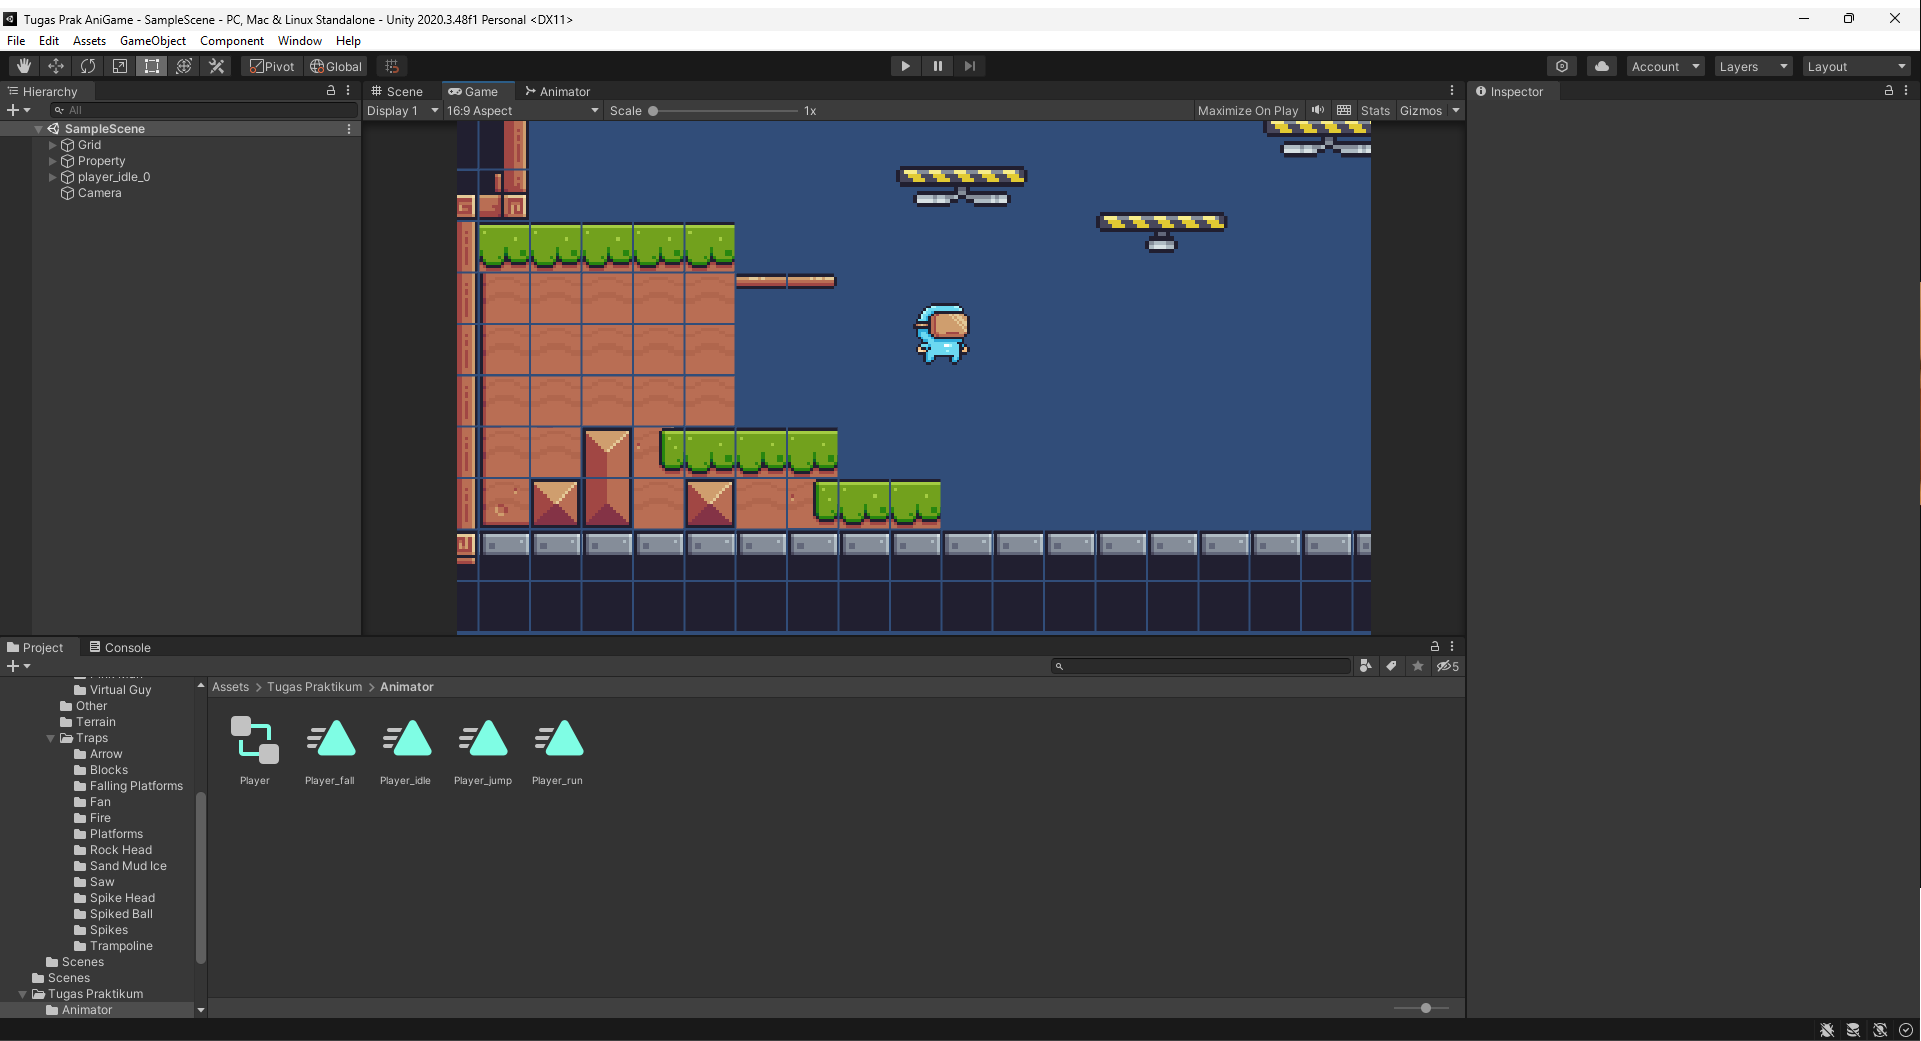 Tugas Prak AniGame - SampleScene - PC, Mac & Linux Standalone - Unity 2020.3.48f1 Personal <DX11>
File Edit Assets GameObject Component Window Help
Pivot Global Account Layers Layout
Hierarchy
All
SampleScene
Grid
Property
player_idle_0
Camera
Scene Game Animator
Display 1 16:9 Aspect Scale 1x Maximize On Play Stats Gizmos
Inspector
Project Console
5
Virtual Guy
Other
Terrain
Traps
Arrow
Blocks
Falling Platforms
Fan
Fire
Platforms
Rock Head
Sand Mud Ice
Saw
Spike Head
Spiked Ball
Spikes
Trampoline
Scenes
Scenes
Tugas Praktikum
Animator
Assets > Tugas Praktikum > Animator
Player Player_fall Player_idle Player_jump Player_run